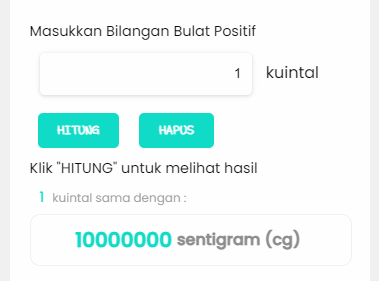 Masukkan Bilangan Bulat Positif
1 kuintal
HITUNG HAPUS
Klik "HITUNG" untuk melihat hasil
1 kuintal sama dengan :
10000000 sentigram (cg)